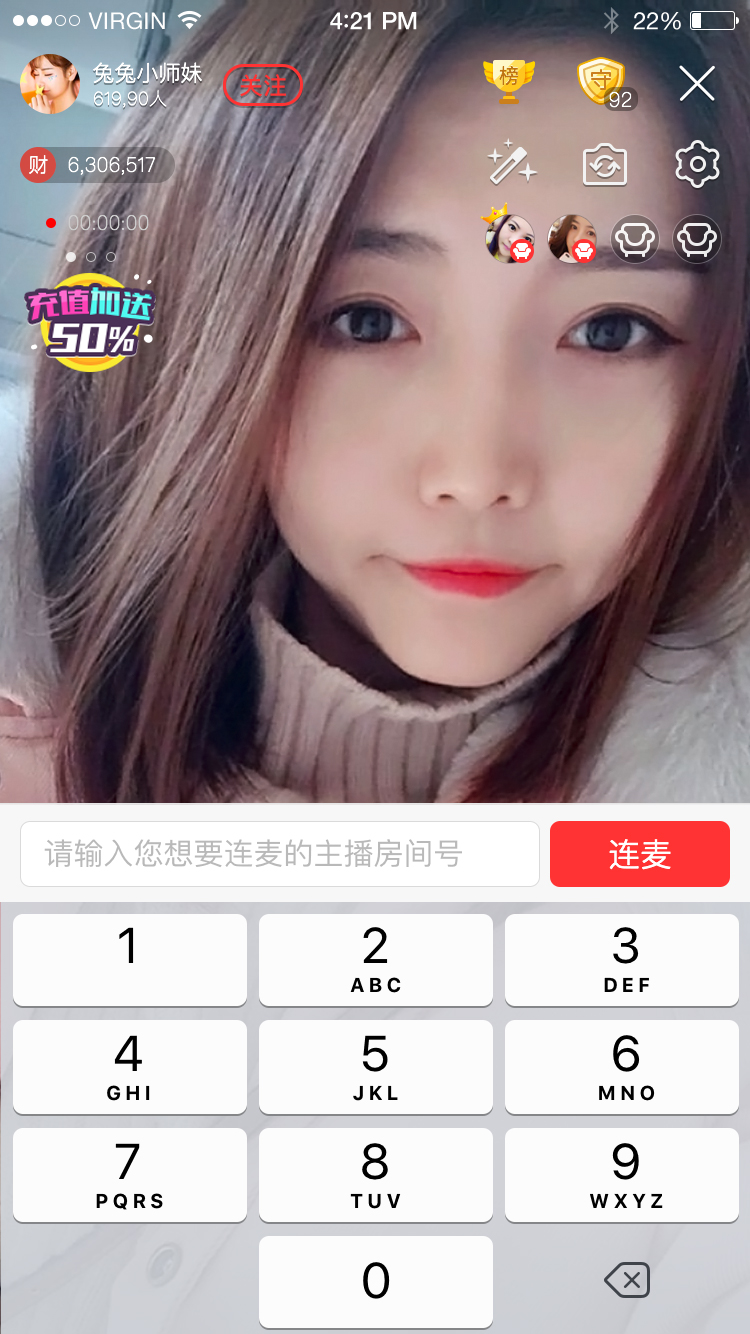 VIRGIN 4:21 PM 22%
兔兔小师妹
619,90人
关注
榜
守
92
财 6,306,517
00:00:00
充值加送
50%
请输入您想要连麦的主播房间号
连麦
1
2
ABC
3
DEF
4
GHI
5
JKL
6
MNO
7
PQRS
8
TUV
9
WXYZ
0